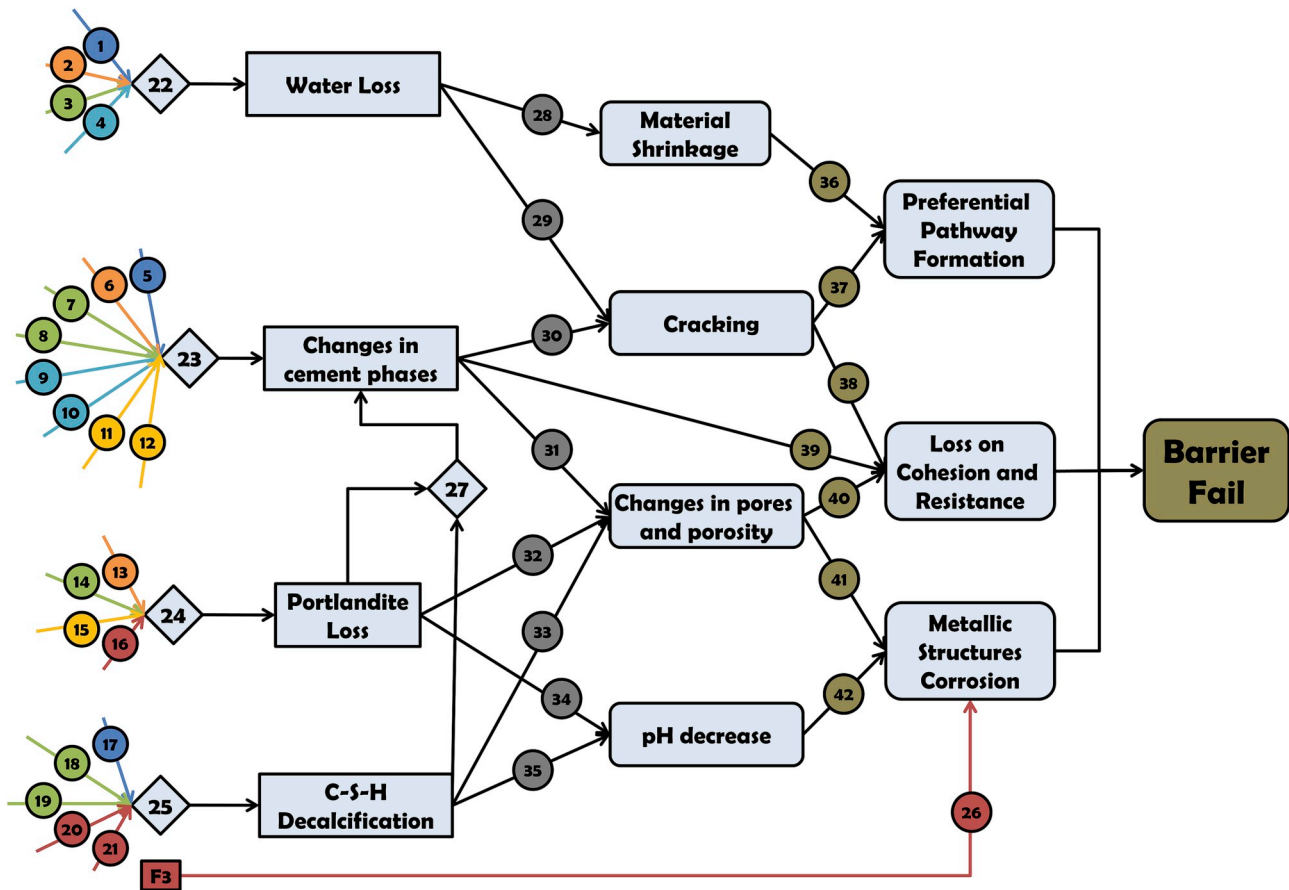 1
2
3
4
22
Water Loss
28
Material
Shrinkage
29
36
Preferential
Pathway
Formation
5
6
7
8
9
10
11
12
23
Changes in
cement phases
30
Cracking
37
38
31
39
27
Changes in pores
and porosity
40
Loss on
Cohesion and
Resistance
Barrier
Fail
13
14
15
16
24
Portlandite
Loss
32
33
34
41
Metallic
Structures
Corrosion
42
pH decrease
17
18
19
20
21
25
C-S-H
Decalcification
35
26
F3